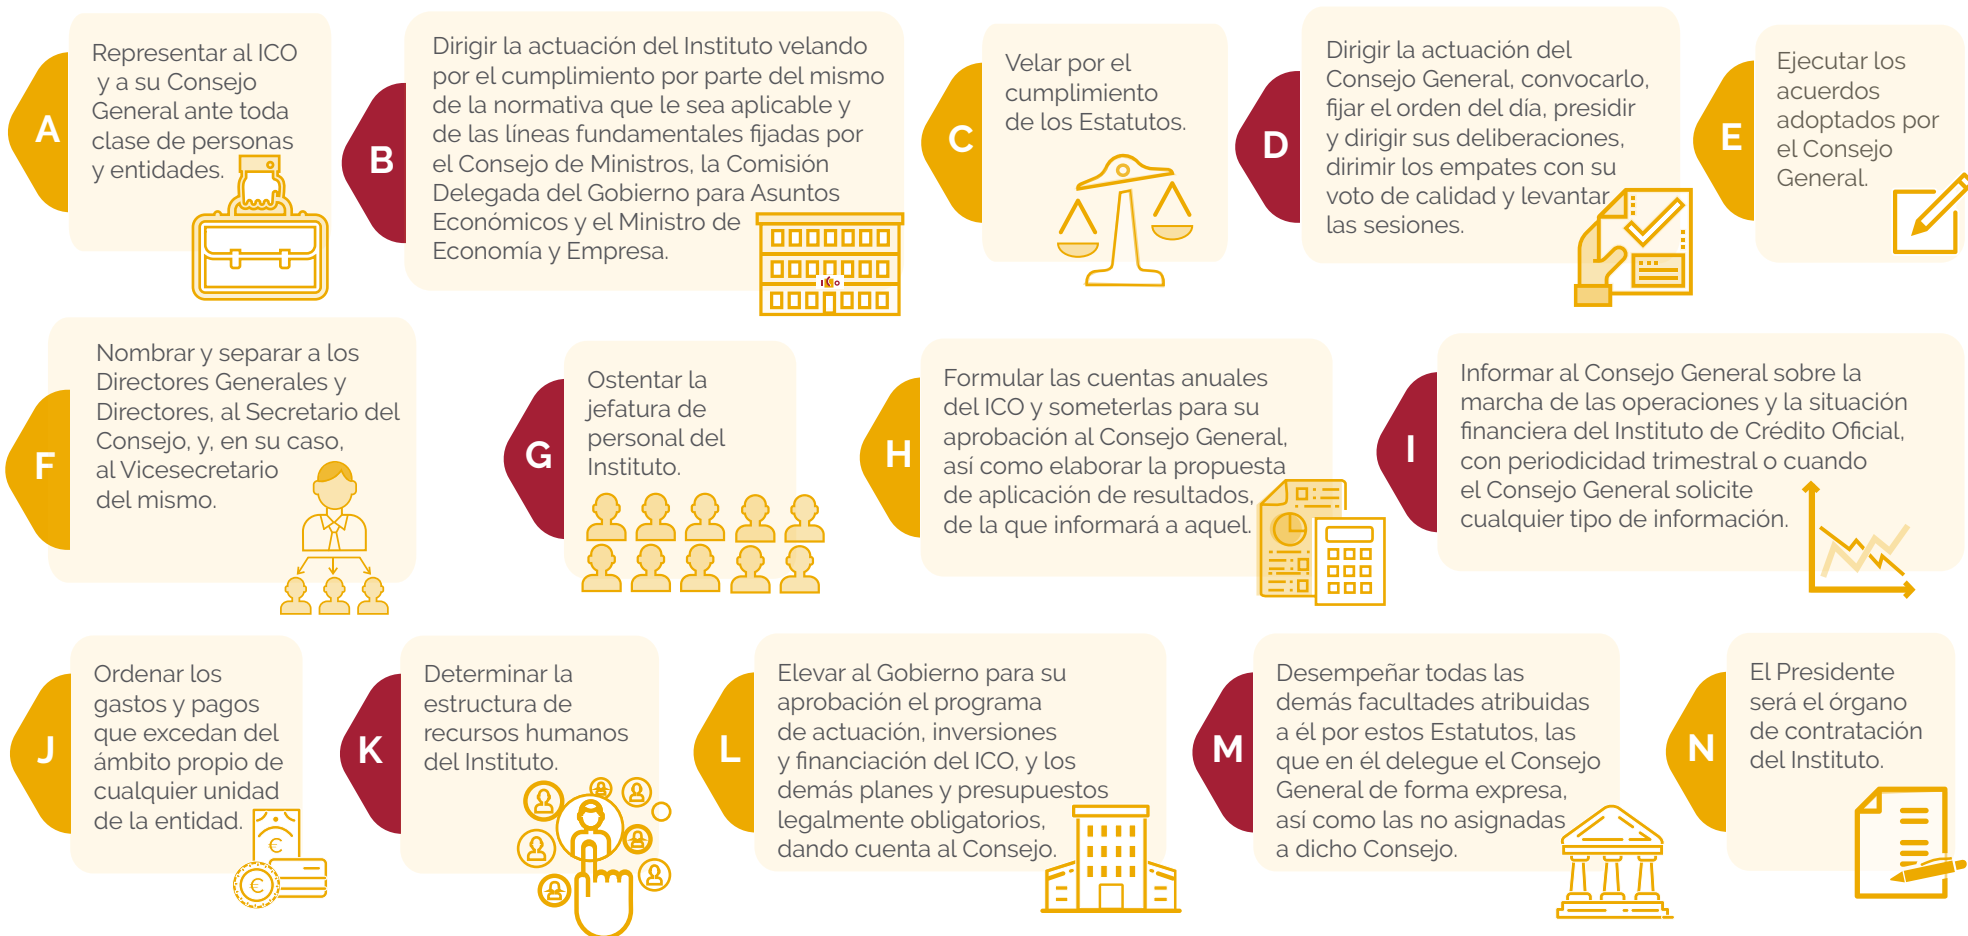 A
Representar al ICO
y a su Consejo
General ante toda
clase de personas
y entidades.
B
Dirigir la actuación del Instituto velando
por el cumplimiento por parte del mismo
de la normativa que le sea aplicable y
de las líneas fundamentales fijadas por
el Consejo de Ministros, la Comisión
Delegada del Gobierno para Asuntos
Económicos y el Ministro de
Economía y Empresa.
ICO
C
Velar por el
cumplimiento
de los Estatutos.
D
Dirigir la actuación del
Consejo General, convocarlo,
fijar el orden del día, presidir
y dirigir sus deliberaciones,
dirimir los empates con su
voto de calidad y levantar
las sesiones.
E
Ejecutar los
acuerdos
adoptados por
el Consejo
General.
F
Nombrar y separar a los
Directores Generales y
Directores, al Secretario del
Consejo, y, en su caso,
al Vicesecretario
del mismo.
G
Ostentar la
jefatura de
personal del
Instituto.
H
Formular las cuentas anuales
del ICO y someterlas para su
aprobación al Consejo General,
así como elaborar la propuesta
de aplicación de resultados,
de la que informará a aquel.
I
Informar al Consejo General sobre la
marcha de las operaciones y la situación
financiera del Instituto de Crédito Oficial,
con periodicidad trimestral o cuando
el Consejo General solicite
cualquier tipo de información.
J
Ordenar los
gastos y pagos
que excedan del
ámbito propio de
cualquier unidad
de la entidad.
€
€
K
Determinar la
estructura de
recursos humanos
del Instituto.
L
Elevar al Gobierno para su
aprobación el programa
de actuación, inversiones
y financiación del ICO, y los
demás planes y presupuestos
legalmente obligatorios,
dando cuenta al Consejo.
M
Desempeñar todas las
demás facultades atribuidas
a él por estos Estatutos, las
que en él delegue el Consejo
General de forma expresa,
así como las no asignadas
a dicho Consejo.
N
El Presidente
será el órgano
de contratación
del Instituto.